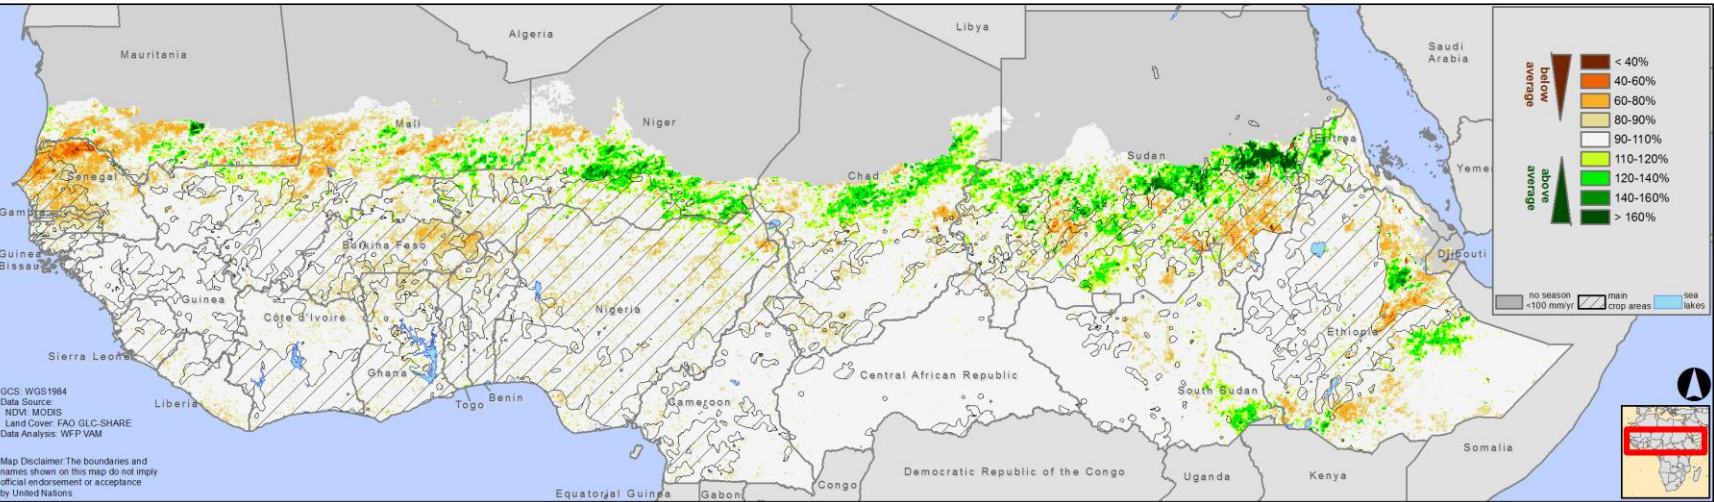 Algeria
Libya
Mauritania
Saudi
Arabia
below
average
< 40%
40-60%
60-80%
80-90%
90-110%
110-120%
120-140%
140-160%
> 160%
above
average
Mali
Niger
Eritrea
Sudan
Chad
Senegal
Gambia
Burkina Faso
Guinea
Bissau
Djibouti
no season
<100 mm/yr
main
crop areas
sea
lakes
Guinea
Nigeria
Côte d'Ivoire
Ethiopia
Sierra Leone
Ghana
Central African Republic
South Sudan
GCS: WGS1984
Data Source:
NDVI: MODIS
Land Cover: FAO GLC-SHARE
Data Analysis: WFP VAM
Liberia
Togo
Benin
Cameroon
Somalia
Map Disclaimer: The boundaries and
names shown on this map do not imply
official endorsement or acceptance
by United Nations
Democratic Republic of the Congo
Uganda
Kenya
Congo
Equatorial Guinea
Gabon